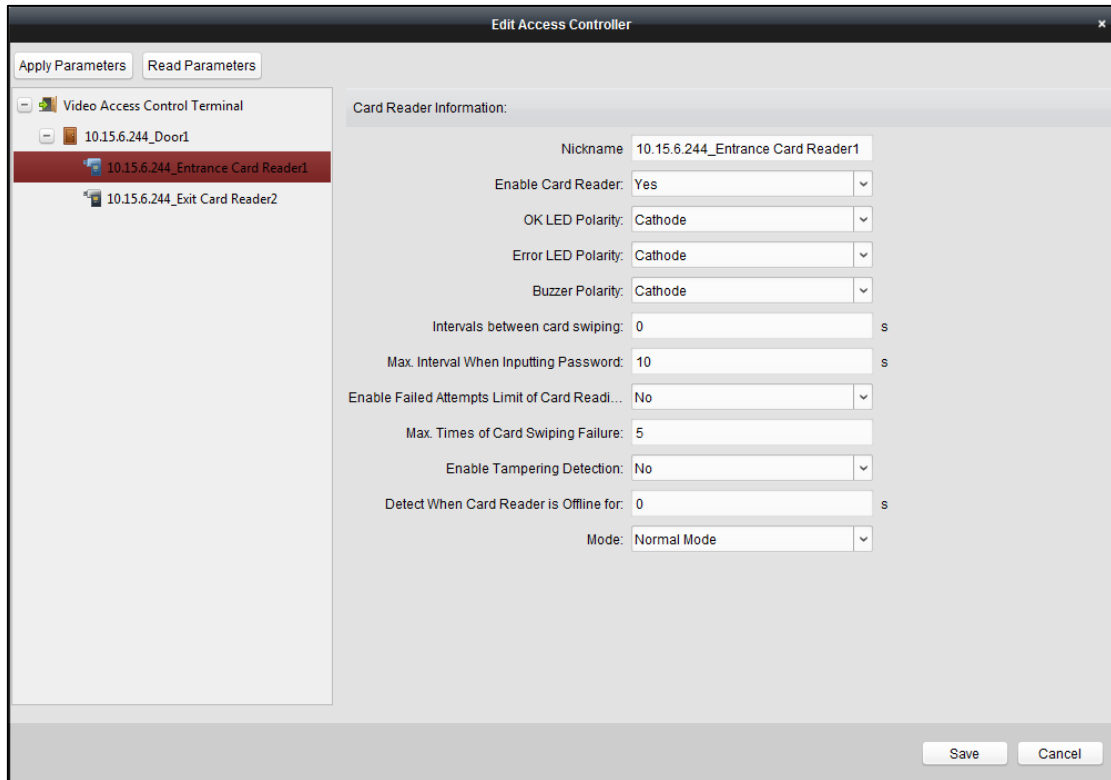 Edit Access Controller
Apply Parameters Read Parameters
Video Access Control Terminal
10.15.6.244_Door1
10.15.6.244_Entrance Card Reader1
10.15.6.244_Exit Card Reader2
Card Reader Information:
Nickname 10.15.6.244_Entrance Card Reader1
Enable Card Reader: Yes
OK LED Polarity: Cathode
Error LED Polarity: Cathode
Buzzer Polarity: Cathode
Intervals between card swiping: 0 s
Max. Interval When Inputting Password: 10 s
Enable Failed Attempts Limit of Card Readi... No
Max. Times of Card Swiping Failure: 5
Enable Tampering Detection: No
Detect When Card Reader is Offline for: 0 s
Mode: Normal Mode
Save Cancel